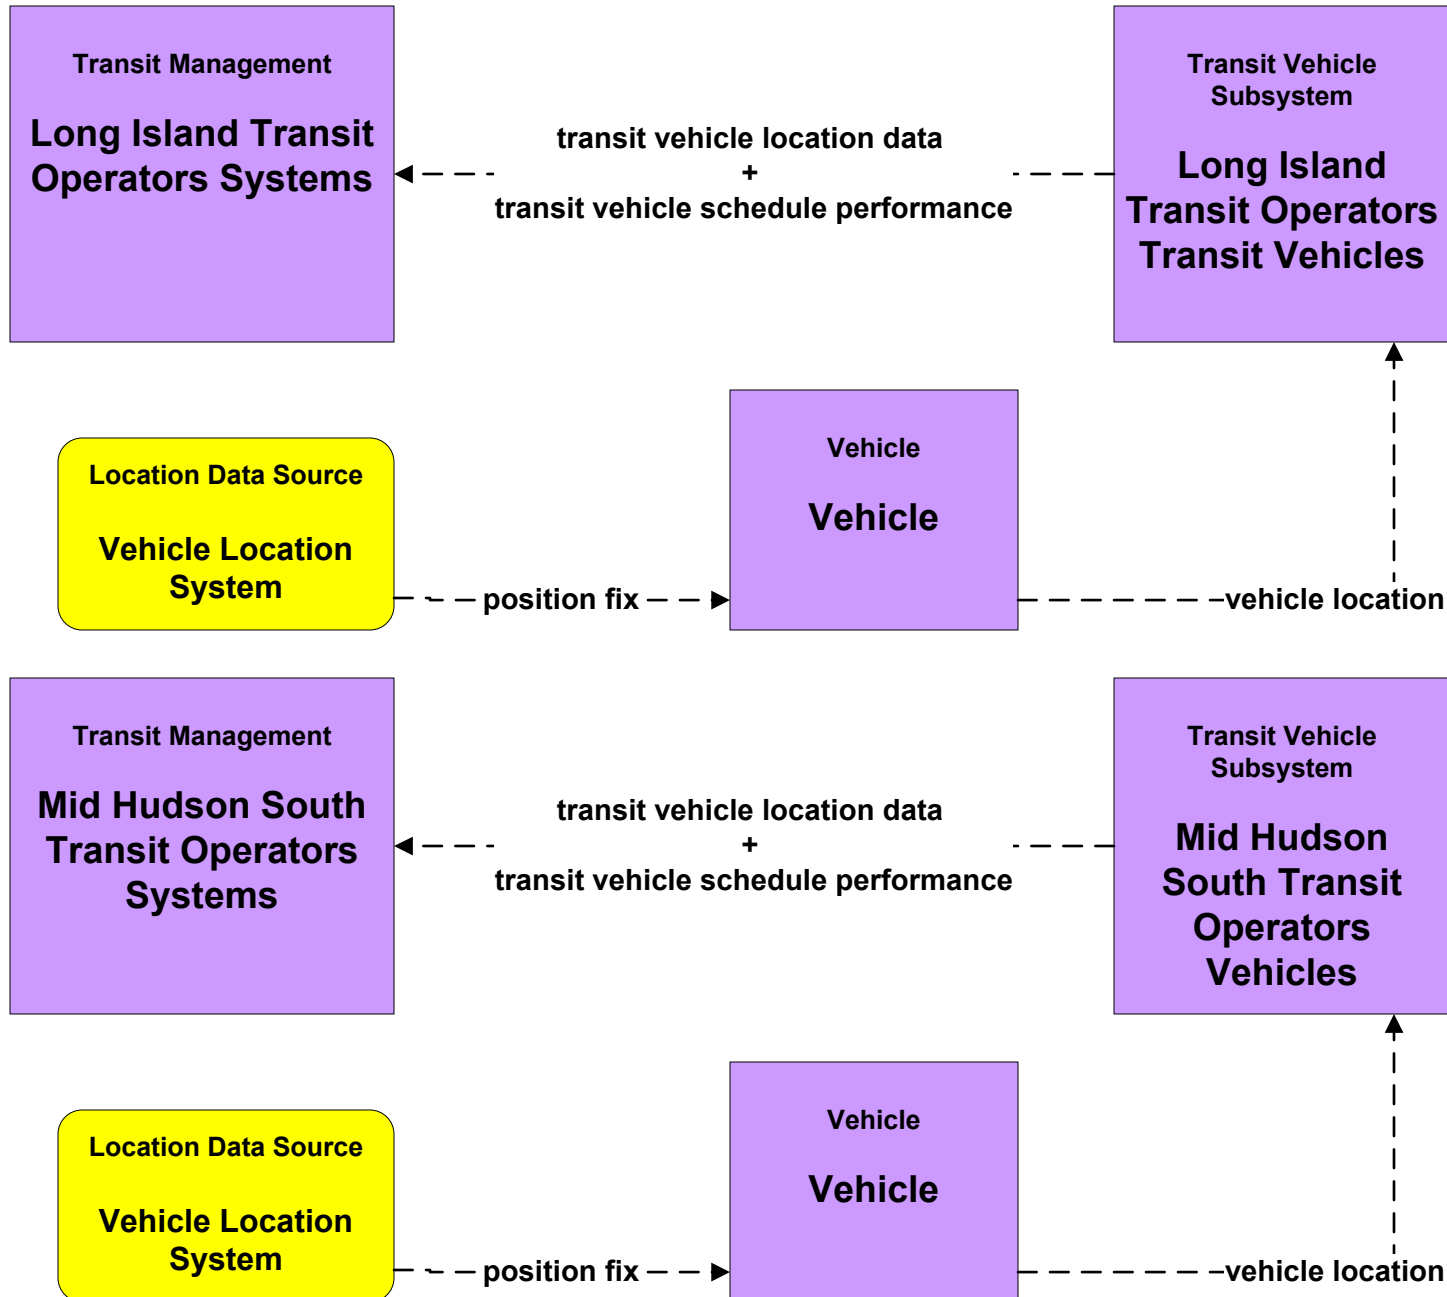 Transit Management
Long Island Transit
Operators Systems
transit vehicle location data
+
transit vehicle schedule performance
Transit Vehicle
Subsystem
Long Island
Transit Operators
Transit Vehicles
Location Data Source
Vehicle Location
System
position fix
Vehicle
Vehicle
vehicle location
Transit Management
Mid Hudson South
Transit Operators
Systems
transit vehicle location data
+
transit vehicle schedule performance
Transit Vehicle
Subsystem
Mid Hudson
South Transit
Operators
Vehicles
Location Data Source
Vehicle Location
System
position fix
Vehicle
Vehicle
vehicle location